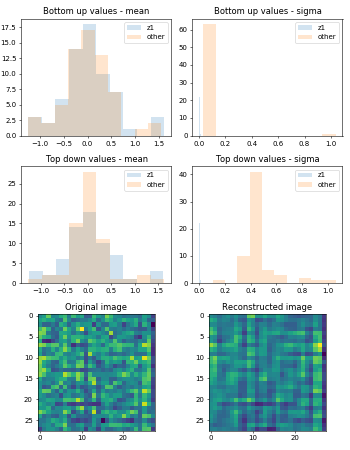 Bottom up values - mean
z1
other
17.5
15.0
12.5
10.0
7.5
5.0
2.5
0.0
−1.0 −0.5 0.0 0.5 1.0 1.5
Bottom up values - sigma
z1
other
60
50
40
30
20
10
0
0.0 0.2 0.4 0.6 0.8 1.0
Top down values - mean
z1
other
25
20
15
10
5
0
−1.0 −0.5 0.0 0.5 1.0 1.5
Top down values - sigma
z1
other
40
30
20
10
0
0.0 0.2 0.4 0.6 0.8 1.0
Original image
0
5
10
15
20
25
0 10 20
Reconstructed image
0
5
10
15
20
25
0 10 20